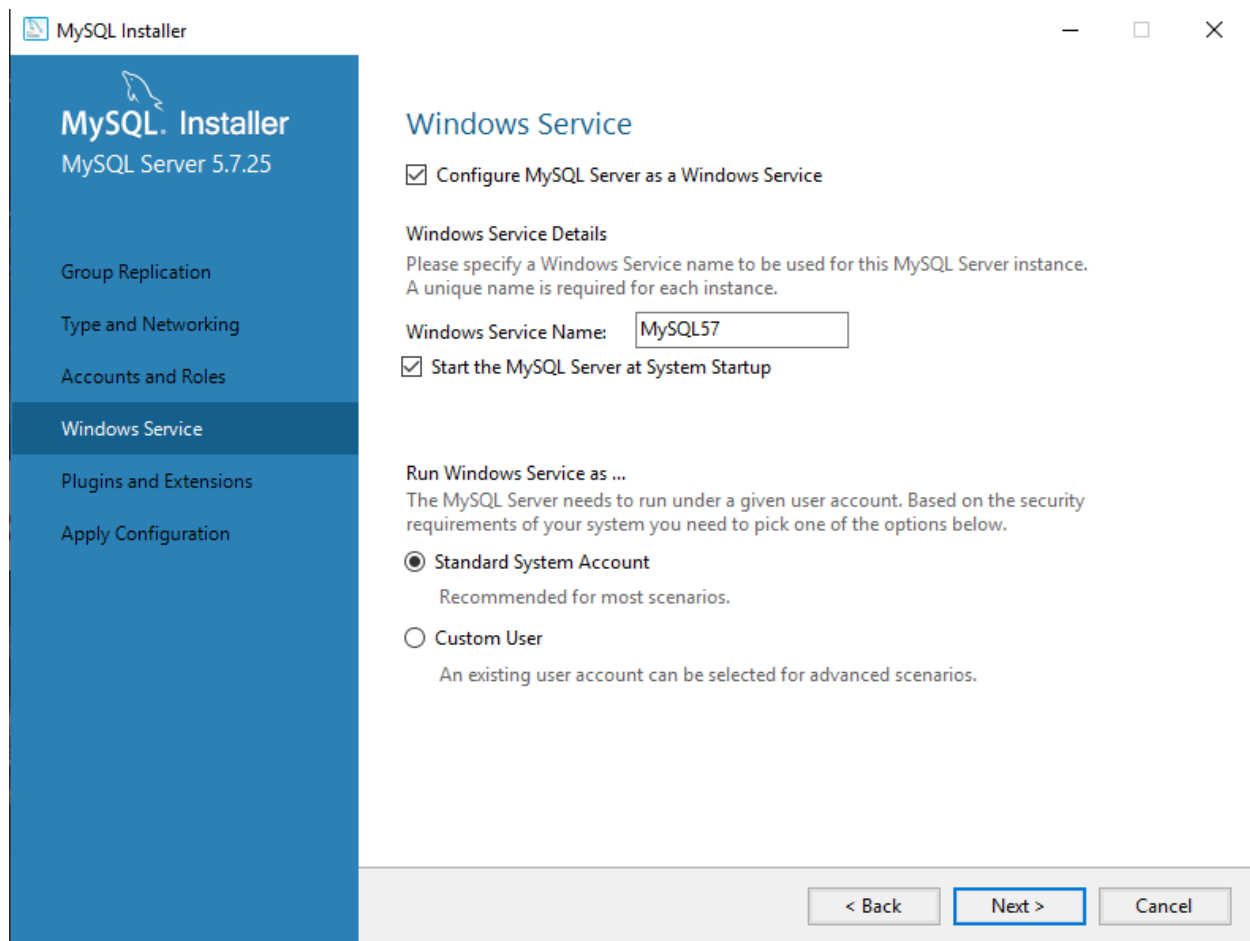 MySQL Installer
MySQL. Installer
MySQL Server 5.7.25
Group Replication
Type and Networking
Accounts and Roles
Windows Service
Plugins and Extensions
Apply Configuration
Windows Service
Configure MySQL Server as a Windows Service
Windows Service Details
Please specify a Windows Service name to be used for this MySQL Server instance.
A unique name is required for each instance.
Windows Service Name: MySQL57
Start the MySQL Server at System Startup
Run Windows Service as ...
The MySQL Server needs to run under a given user account. Based on the security
requirements of your system you need to pick one of the options below.
Standard System Account
Recommended for most scenarios.
Custom User
An existing user account can be selected for advanced scenarios.
< Back Next > Cancel